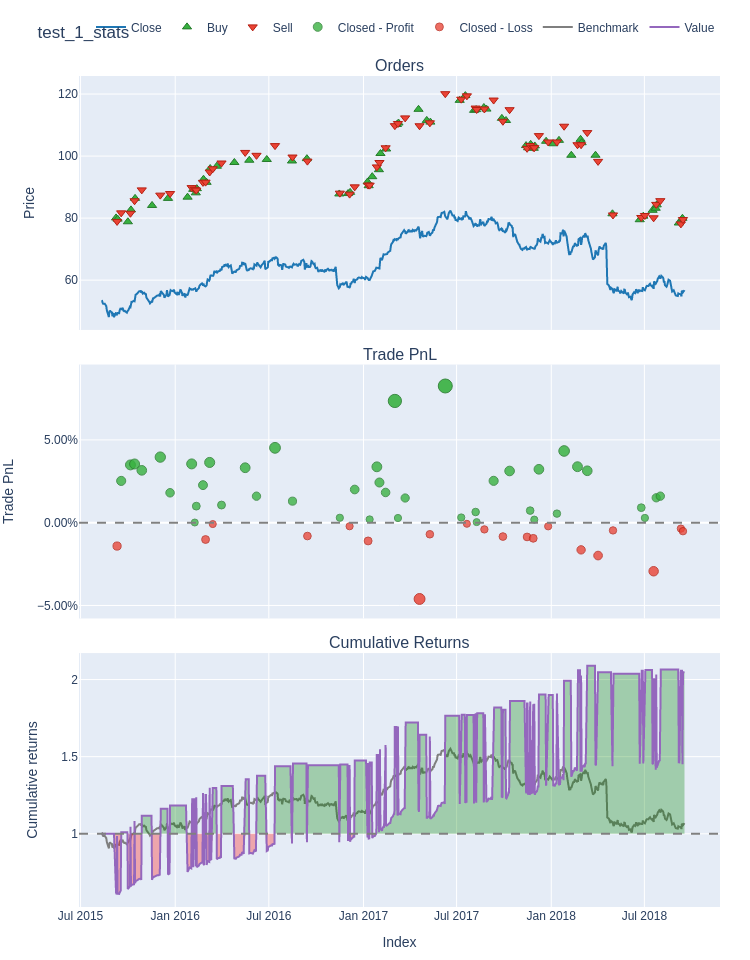 test_1_stats
Close Buy Sell Closed - Profit Closed - Loss Benchmark Value
Orders
120
100
80
60
Price
Trade PnL
5.00%
0.00%
−5.00%
Trade PnL
Cumulative Returns
2
1.5
1
Cumulative returns
Jul 2015 Jan 2016 Jul 2016 Jan 2017 Jul 2017 Jan 2018 Jul 2018
Index